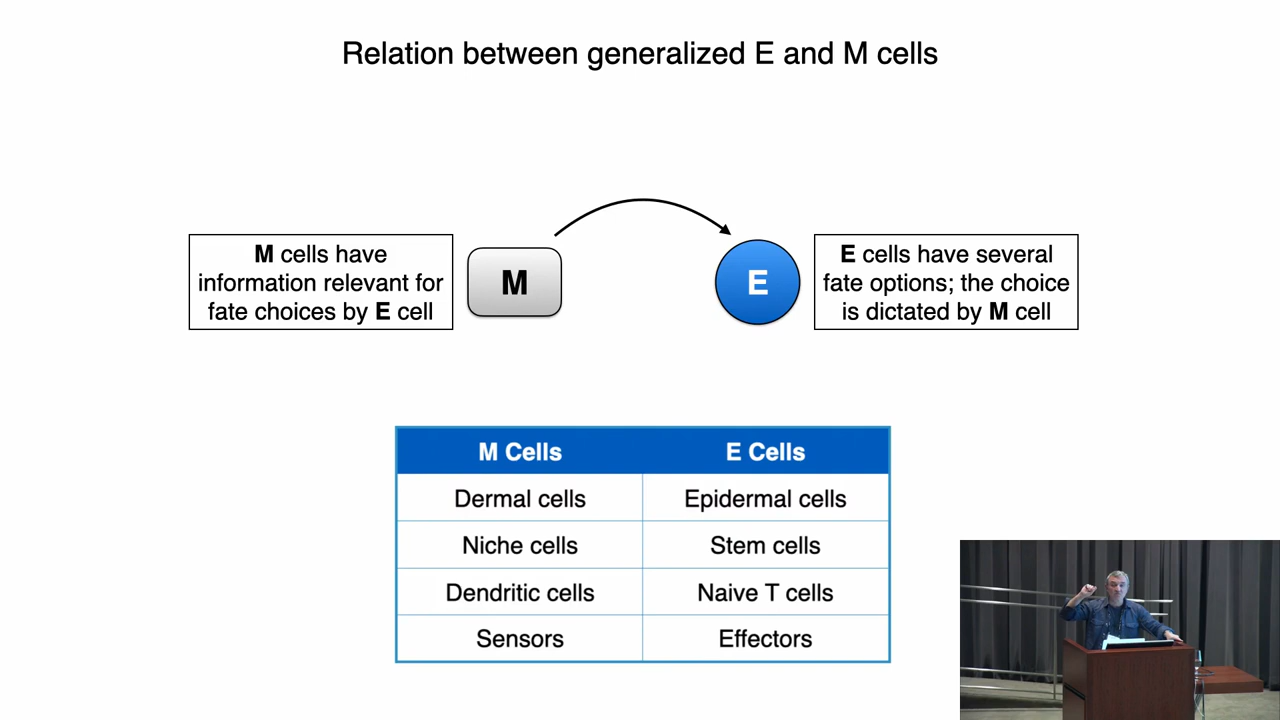 Relation between generalized E and M cells
M cells have
information relevant for
fate choices by E cell
M
E
E cells have several
fate options; the choice
is dictated by M cell
M Cells
E Cells
Dermal cells
Epidermal cells
Niche cells
Stem cells
Dendritic cells
Naive T cells
Sensors
Effectors